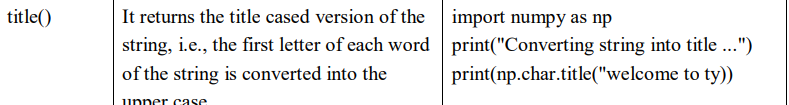 title()
It returns the title cased version of the
string, i.e., the first letter of each word
of the string is converted into the
upper case
import numpy as np
print("Converting string into title ...")
print(np.char.title("welcome to ty))